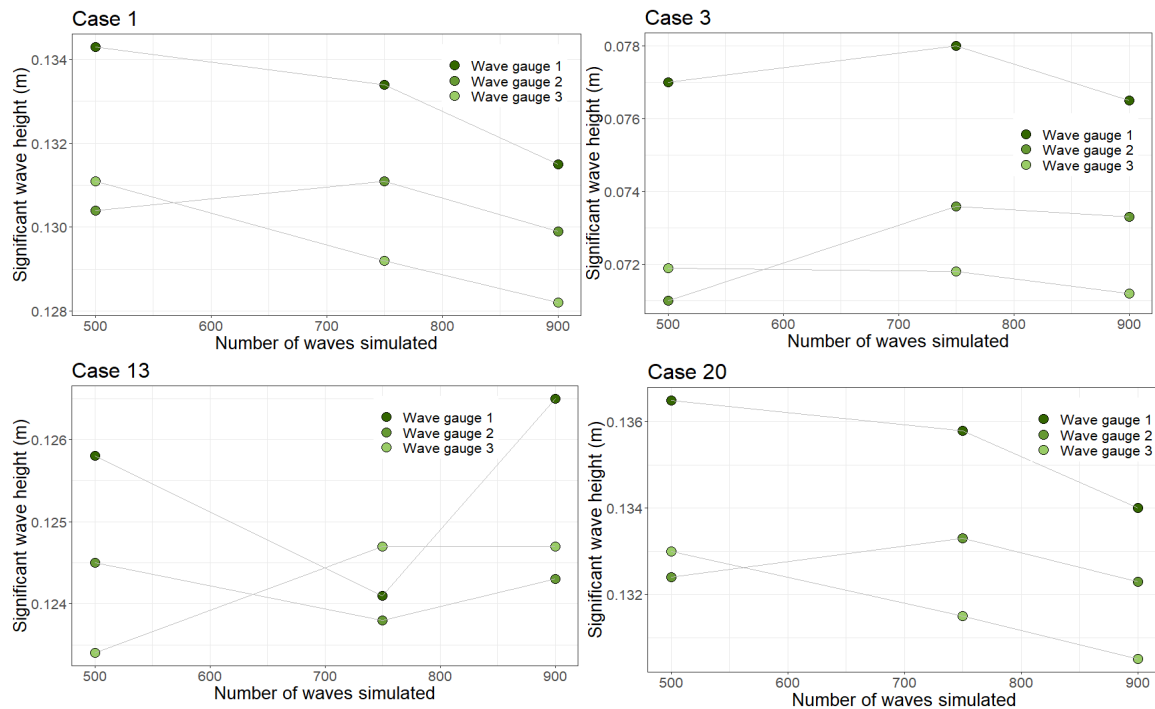 Case 1
Significant wave height (m)
0.134
0.132
0.130
0.128
Wave gauge 1
Wave gauge 2
Wave gauge 3
500 600 700 800 900
Number of waves simulated
Case 3
Significant wave height (m)
0.078
0.076
0.074
0.072
Wave gauge 1
Wave gauge 2
Wave gauge 3
500 600 700 800 900
Number of waves simulated
Case 13
Significant wave height (m)
0.126
0.125
0.124
Wave gauge 1
Wave gauge 2
Wave gauge 3
500 600 700 800 900
Number of waves simulated
Case 20
Significant wave height (m)
0.136
0.134
0.132
Wave gauge 1
Wave gauge 2
Wave gauge 3
500 600 700 800 900
Number of waves simulated